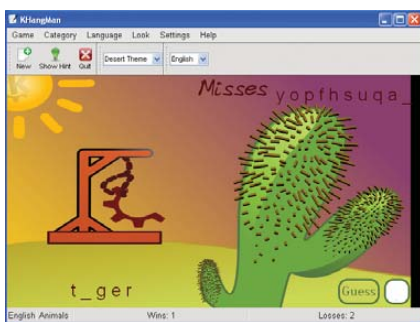 KHangMan
Game Category Language Look Settings Help
New Show Hint Quit Desert Theme English
Misses yopfhsuqa_
t_ger
Guess
English Animals Wins: 1 Losses: 2